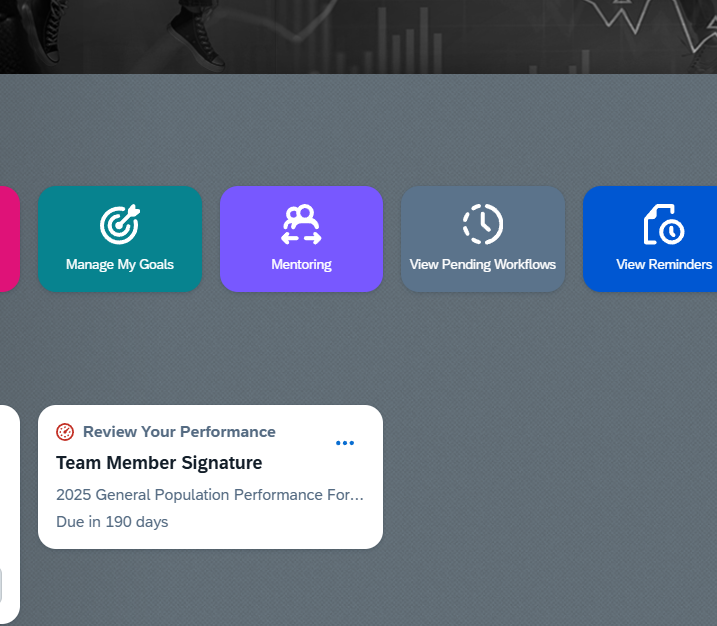 Manage My Goals
Mentoring
View Pending Workflows
View Reminders
Review Your Performance
Team Member Signature
2025 General Population Performance For...
Due in 190 days